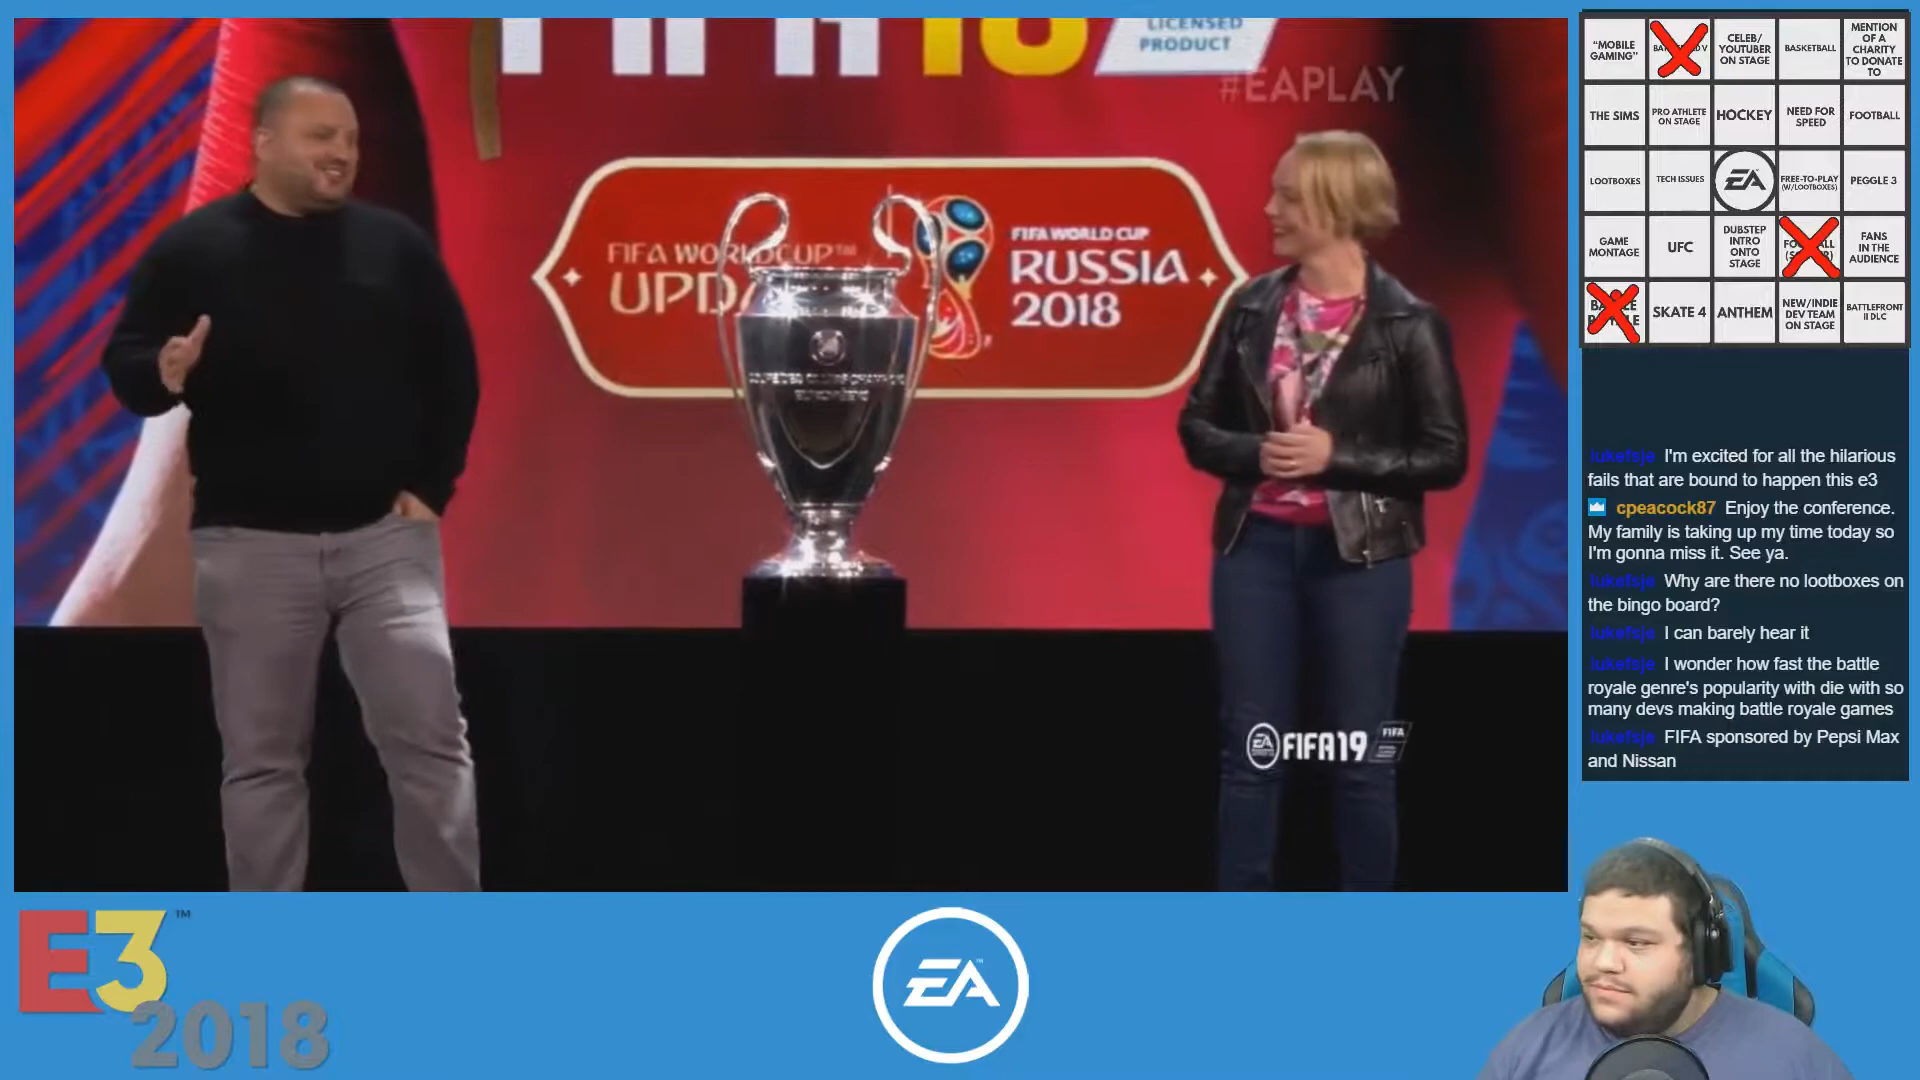 FIFA 18
LICENSED
PRODUCT
#EAPLAY
FIFA WORLD CUP™
FIFA WORLD CUP
RUSSIA
2018
EA
FIFA19
FIFA
"MOBILE
GAMING"
CELEB/
YOUTUBER
ON STAGE
BASKETBALL
MENTION
OF A
CHARITY
TO DONATE
TO
THE SIMS
PRO ATHLETE
ON STAGE
HOCKEY
NEED FOR
SPEED
FOOTBALL
LOOTBOXES
TECH ISSUES
EA
FREE-TO-PLAY
(W/LOOTBOXES)
PEGGLE 3
GAME
MONTAGE
UFC
DUBSTEP
INTRO
ONTO
STAGE
FANS
IN THE
AUDIENCE
SKATE 4
ANTHEM
NEW/INDIE
DEV TEAM
ON STAGE
BATTLEFRONT
II DLC
lukefsje I'm excited for all the hilarious
fails that are bound to happen this e3
cpeacock87 Enjoy the conference.
My family is taking up my time today so
I'm gonna miss it. See ya.
lukefsje Why are there no lootboxes on
the bingo board?
lukefsje I can barely hear it
lukefsje I wonder how fast the battle
royale genre's popularity with die with so
many devs making battle royale games
lukefsje FIFA sponsored by Pepsi Max
and Nissan
E3™
2018
EA™